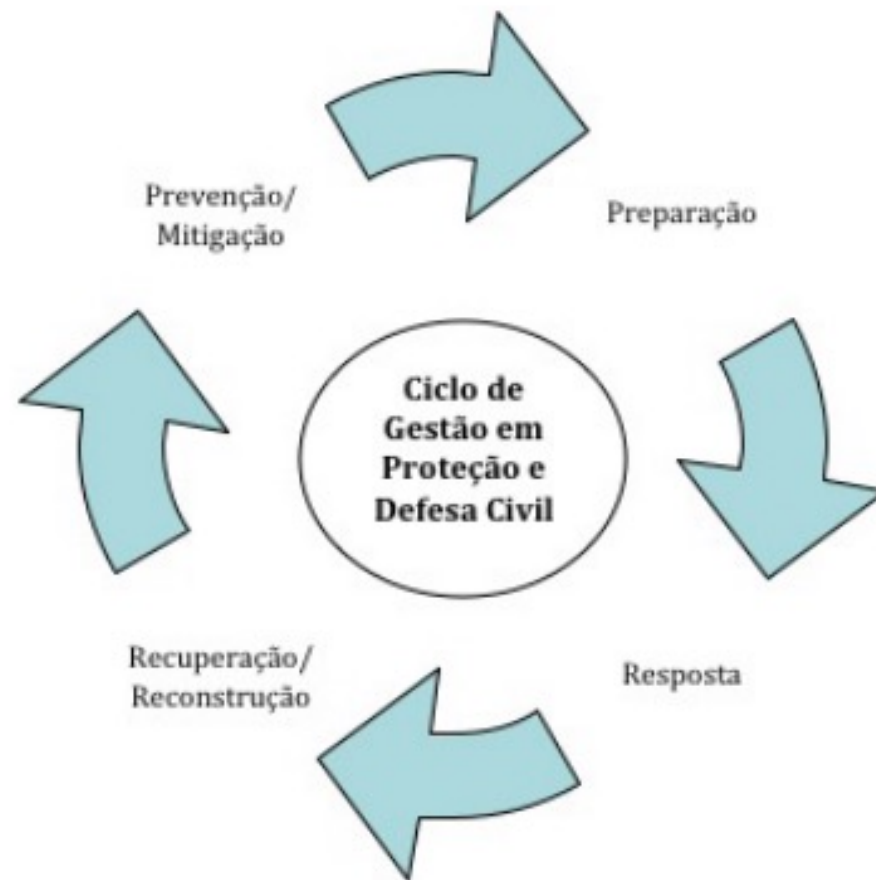 Prevenção/
Mitigação
Preparação
Ciclo de
Gestão em
Proteção e
Defesa Civil
Recuperação/
Reconstrução
Resposta